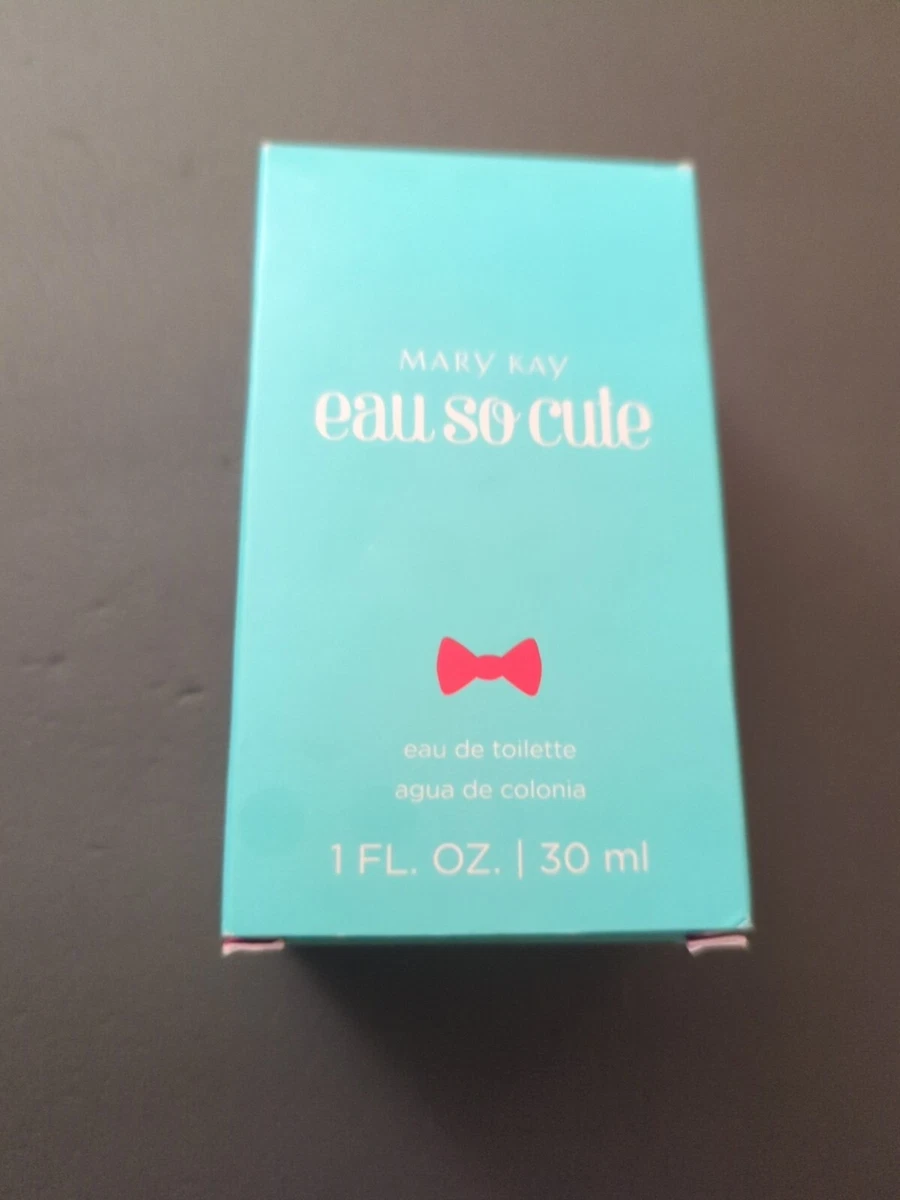 MARY KAY
eau so cute
eau de toilette
agua de colonia
1 FL. OZ. | 30 ml